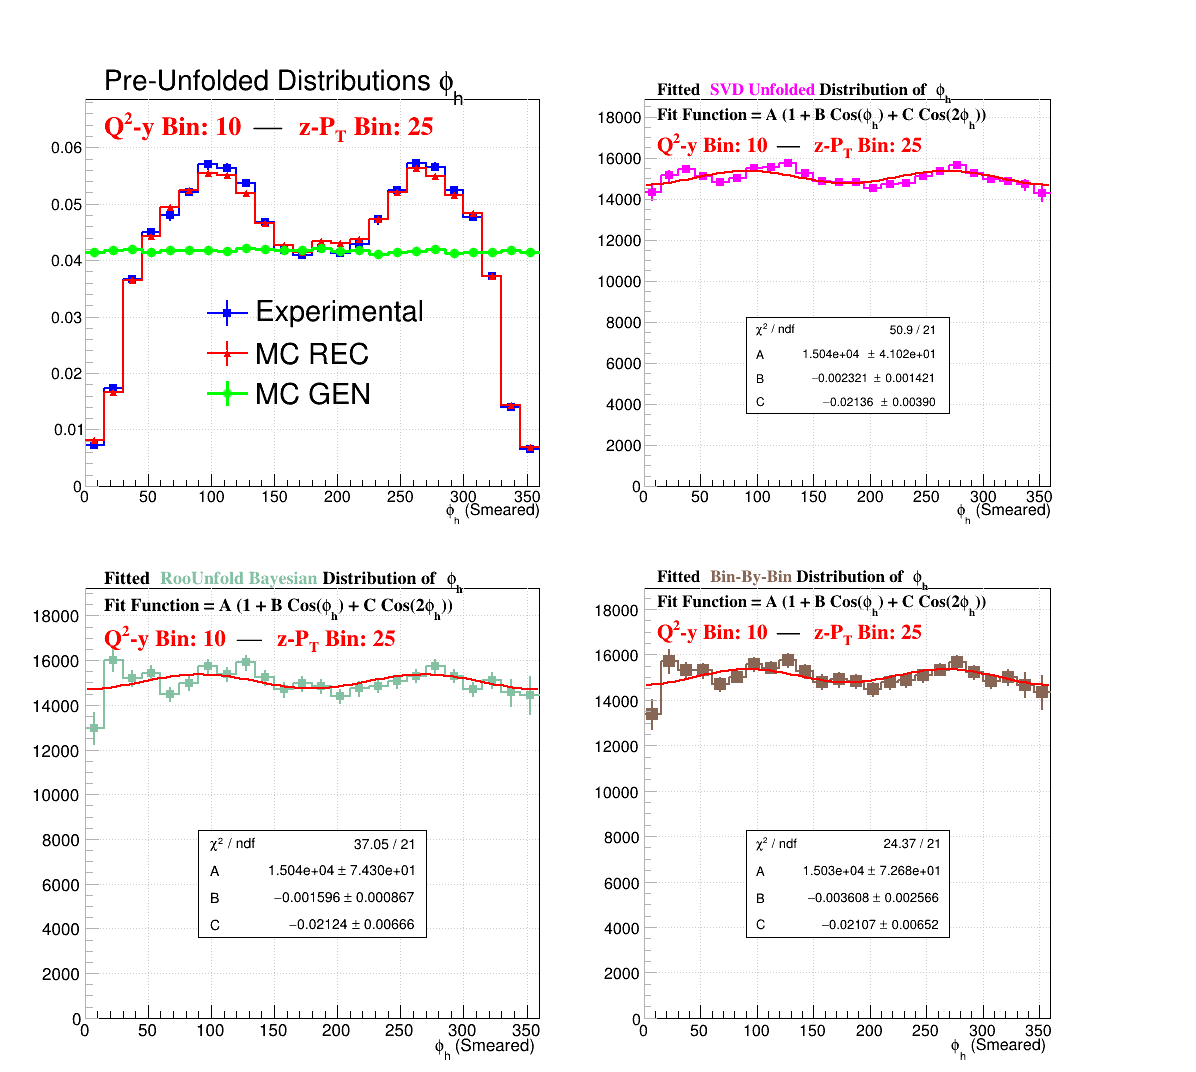 Pre-Unfolded Distributions ϕh
Q²-y Bin: 10 — z-PT Bin: 25
0.06
0.05
0.04
0.03
0.02
0.01
0
Experimental
MC REC
MC GEN
0 50 100 150 200 250 300 350
ϕh (Smeared)
Fitted SVD Unfolded Distribution of ϕh
Fit Function = A (1 + B Cos(ϕh) + C Cos(2ϕh))
Q²-y Bin: 10 — z-PT Bin: 25
18000
16000
14000
12000
10000
8000
6000
4000
2000
0
χ² / ndf 50.9 / 21
A 1.504e+04 ± 4.102e+01
B −0.002321 ± 0.001421
C −0.02136 ± 0.00390
0 50 100 150 200 250 300 350
ϕh (Smeared)
Fitted RooUnfold Bayesian Distribution of ϕh
Fit Function = A (1 + B Cos(ϕh) + C Cos(2ϕh))
Q²-y Bin: 10 — z-PT Bin: 25
18000
16000
14000
12000
10000
8000
6000
4000
2000
0
χ² / ndf 37.05 / 21
A 1.504e+04 ± 7.430e+01
B −0.001596 ± 0.000867
C −0.02124 ± 0.00666
0 50 100 150 200 250 300 350
ϕh (Smeared)
Fitted Bin-By-Bin Distribution of ϕh
Fit Function = A (1 + B Cos(ϕh) + C Cos(2ϕh))
Q²-y Bin: 10 — z-PT Bin: 25
18000
16000
14000
12000
10000
8000
6000
4000
2000
0
χ² / ndf 24.37 / 21
A 1.503e+04 ± 7.268e+01
B −0.003608 ± 0.002566
C −0.02107 ± 0.00652
0 50 100 150 200 250 300 350
ϕh (Smeared)